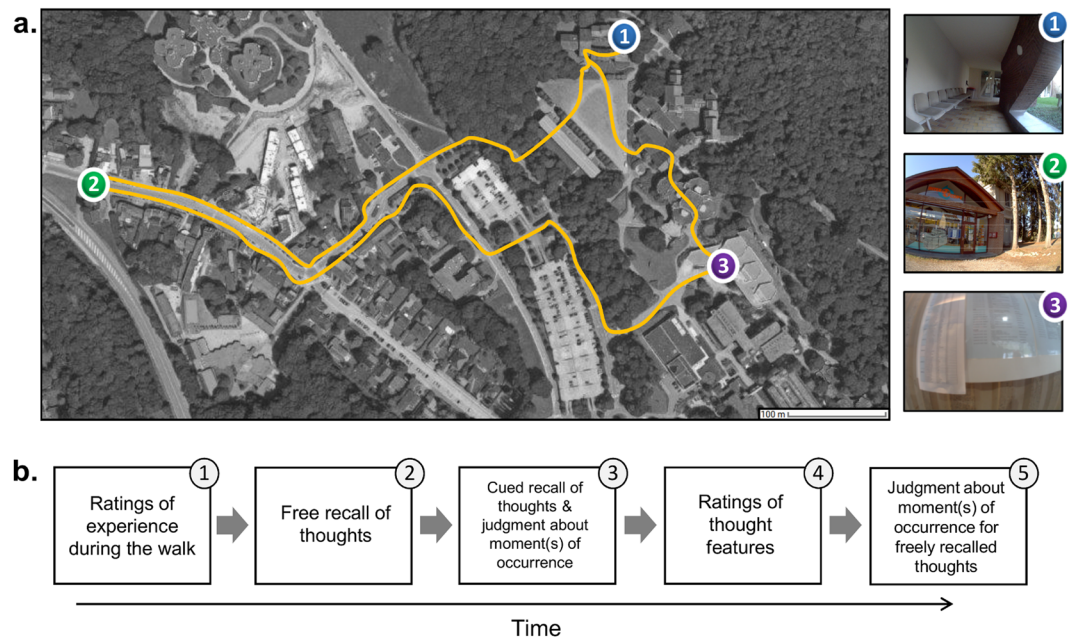 a.
1
2
3
100 m
1
2
3
b.
1
Ratings of
experience
during the walk
2
Free recall of
thoughts
3
Cued recall of
thoughts &
judgment about
moment(s) of
occurrence
4
Ratings of
thought
features
5
Judgment about
moment(s) of
occurrence for
freely recalled
thoughts
Time